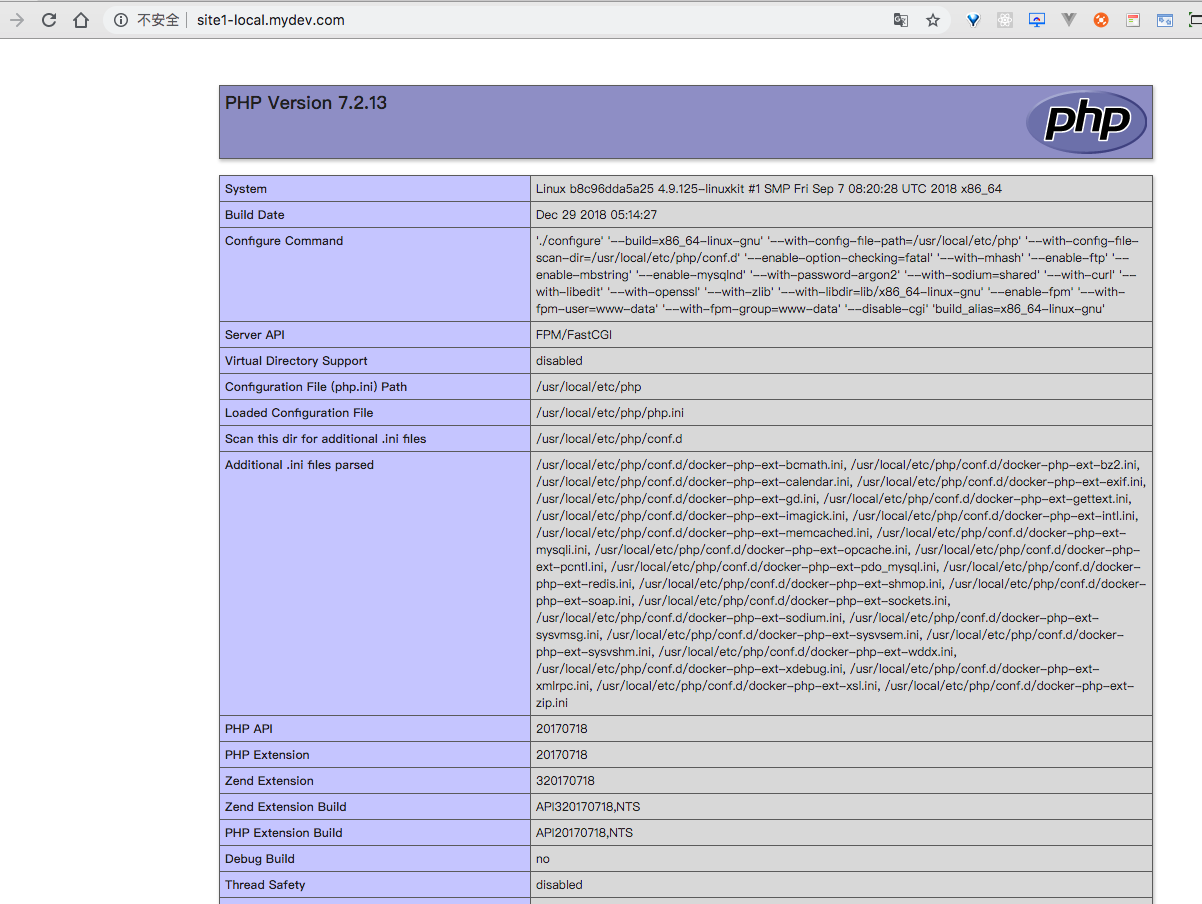 不安全 site1-local.mydev.com
PHP Version 7.2.13
php
System Linux b8c96dda5a25 4.9.125-linuxkit #1 SMP Fri Sep 7 08:20:28 UTC 2018 x86_64
Build Date Dec 29 2018 05:14:27
Configure Command './configure' '--build=x86_64-linux-gnu' '--with-config-file-path=/usr/local/etc/php' '--with-config-file-
scan-dir=/usr/local/etc/php/conf.d' '--enable-option-checking=fatal' '--with-mhash' '--enable-ftp' '--
enable-mbstring' '--enable-mysqlnd' '--with-password-argon2' '--with-sodium=shared' '--with-curl' '--
with-libedit' '--with-openssl' '--with-zlib' '--with-libdir=lib/x86_64-linux-gnu' '--enable-fpm' '--with-
fpm-user=www-data' '--with-fpm-group=www-data' '--disable-cgi' 'build_alias=x86_64-linux-gnu'
Server API FPM/FastCGI
Virtual Directory Support disabled
Configuration File (php.ini) Path /usr/local/etc/php
Loaded Configuration File /usr/local/etc/php/php.ini
Scan this dir for additional .ini files /usr/local/etc/php/conf.d
Additional .ini files parsed /usr/local/etc/php/conf.d/docker-php-ext-bcmath.ini, /usr/local/etc/php/conf.d/docker-php-ext-bz2.ini,
/usr/local/etc/php/conf.d/docker-php-ext-calendar.ini, /usr/local/etc/php/conf.d/docker-php-ext-exif.ini,
/usr/local/etc/php/conf.d/docker-php-ext-gd.ini, /usr/local/etc/php/conf.d/docker-php-ext-gettext.ini,
/usr/local/etc/php/conf.d/docker-php-ext-imagick.ini, /usr/local/etc/php/conf.d/docker-php-ext-intl.ini,
/usr/local/etc/php/conf.d/docker-php-ext-memcached.ini, /usr/local/etc/php/conf.d/docker-php-ext-
mysqli.ini, /usr/local/etc/php/conf.d/docker-php-ext-opcache.ini, /usr/local/etc/php/conf.d/docker-php-
ext-pcntl.ini, /usr/local/etc/php/conf.d/docker-php-ext-pdo_mysql.ini, /usr/local/etc/php/conf.d/docker-
php-ext-redis.ini, /usr/local/etc/php/conf.d/docker-php-ext-shmop.ini, /usr/local/etc/php/conf.d/docker-
php-ext-soap.ini, /usr/local/etc/php/conf.d/docker-php-ext-sockets.ini,
/usr/local/etc/php/conf.d/docker-php-ext-sodium.ini, /usr/local/etc/php/conf.d/docker-php-ext-
sysvmsg.ini, /usr/local/etc/php/conf.d/docker-php-ext-sysvsem.ini, /usr/local/etc/php/conf.d/docker-
php-ext-sysvshm.ini, /usr/local/etc/php/conf.d/docker-php-ext-wddx.ini,
/usr/local/etc/php/conf.d/docker-php-ext-xdebug.ini, /usr/local/etc/php/conf.d/docker-php-ext-
xmlrpc.ini, /usr/local/etc/php/conf.d/docker-php-ext-xsl.ini, /usr/local/etc/php/conf.d/docker-php-ext-
zip.ini
PHP API 20170718
PHP Extension 20170718
Zend Extension 320170718
Zend Extension Build API320170718,NTS
PHP Extension Build API20170718,NTS
Debug Build no
Thread Safety disabled